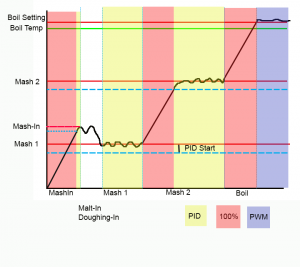 Boil Setting
Boil Temp
Mash 2
Mash-In
Mash 1
PID Start
MashIn
Mash 1
Mash 2
Boil
Malt-In
Doughing-In
PID
100%
PWM